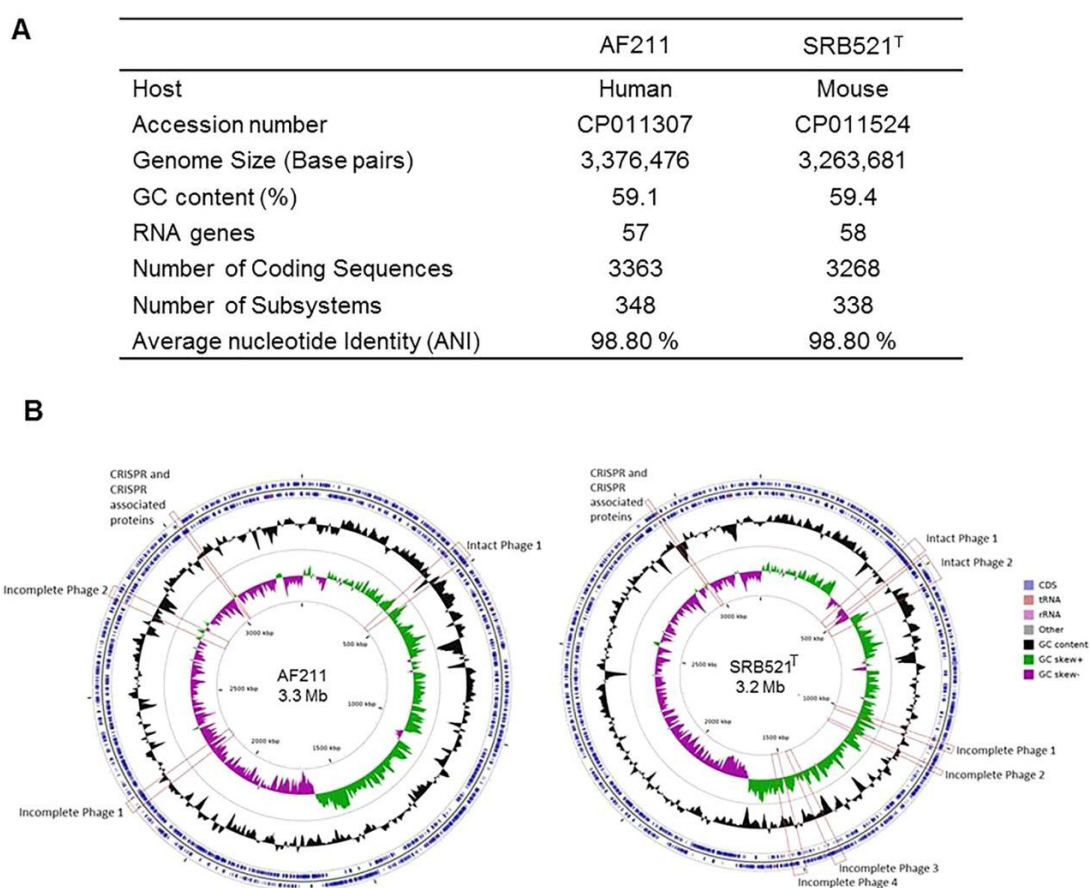 A
AF211 SRB521ᵀ
Host Human Mouse
Accession number CP011307 CP011524
Genome Size (Base pairs) 3,376,476 3,263,681
GC content (%) 59.1 59.4
RNA genes 57 58
Number of Coding Sequences 3363 3268
Number of Subsystems 348 338
Average nucleotide Identity (ANI) 98.80 % 98.80 %
B
CRISPR and
CRISPR
associated
proteins
Intact Phage 1
Incomplete Phage 2
3000 kbp
500 kbp
AF211
3.3 Mb
2500 kbp
1000 kbp
2000 kbp
1500 kbp
Incomplete Phage 1
CRISPR and
CRISPR
associated
proteins
Intact Phage 1
Intact Phage 2
3000 kbp
500 kbp
2500 kbp
SRB521ᵀ
3.2 Mb
1000 kbp
2000 kbp
1500 kbp
Incomplete Phage 1
Incomplete Phage 2
Incomplete Phage 3
Incomplete Phage 4
CDS
tRNA
rRNA
Other
GC content
GC skew+
GC skew-